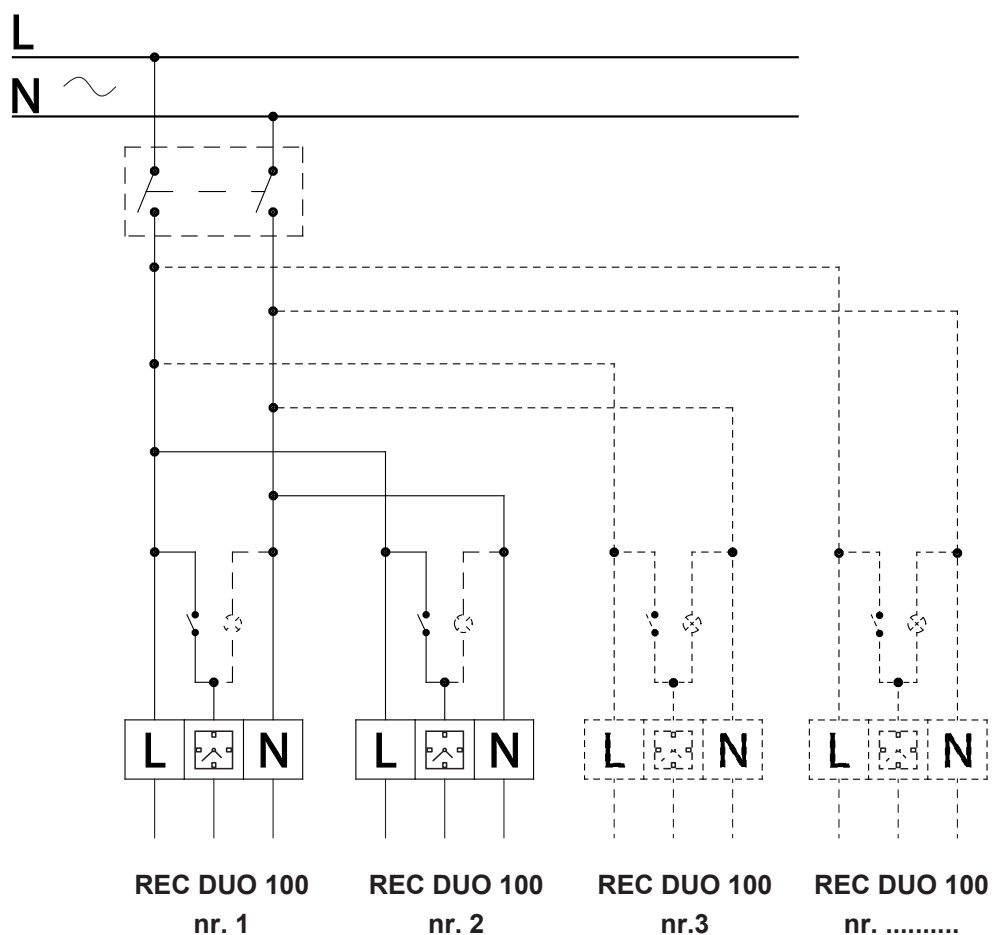 L
N
L N L N L N L N
REC DUO 100 REC DUO 100 REC DUO 100 REC DUO 100
nr. 1 nr. 2 nr.3 nr. ..........